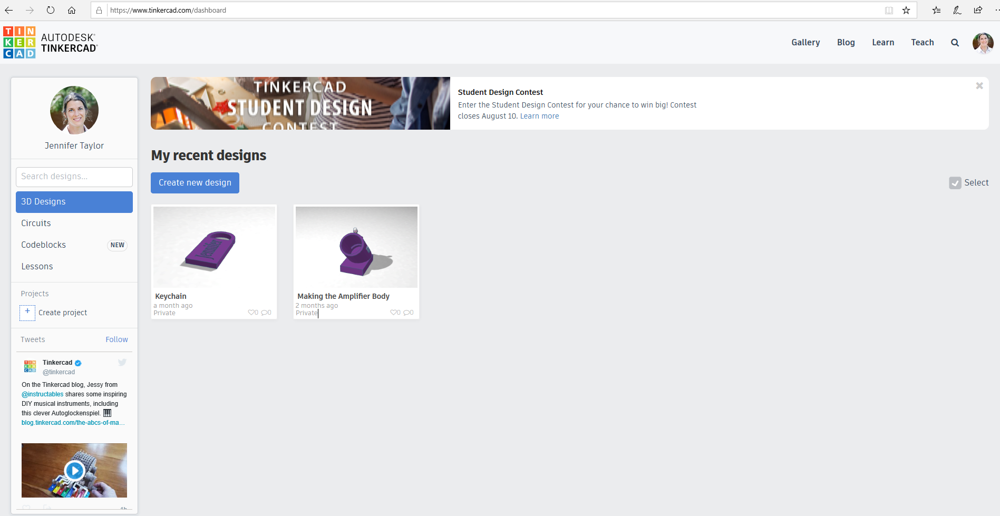 https://www.tinkercad.com/dashboard
TIN
KER
CAD
AUTODESK®
TINKERCAD®
Gallery
Blog
Learn
Teach
Jennifer Taylor
Search designs...
3D Designs
Circuits
Codeblocks
NEW
Lessons
Projects
+ Create project
Tweets
Follow
TIN
KER
CAD
Tinkercad
@tinkercad
On the Tinkercad blog, Jessy from
@instructables shares some inspiring
DIY musical instruments, including
this clever Autoglockenspiel. 🎹
blog.tinkercad.com/the-abcs-of-ma...
1h
TINKERCAD
STUDENT DESIGN
CONTEST
Student Design Contest
Enter the Student Design Contest for your chance to win big! Contest
closes August 10. Learn more
My recent designs
Create new design
Select
Jennifer
Keychain
a month ago
Private
0 0
Making the Amplifier Body
2 months ago
Private
0 0